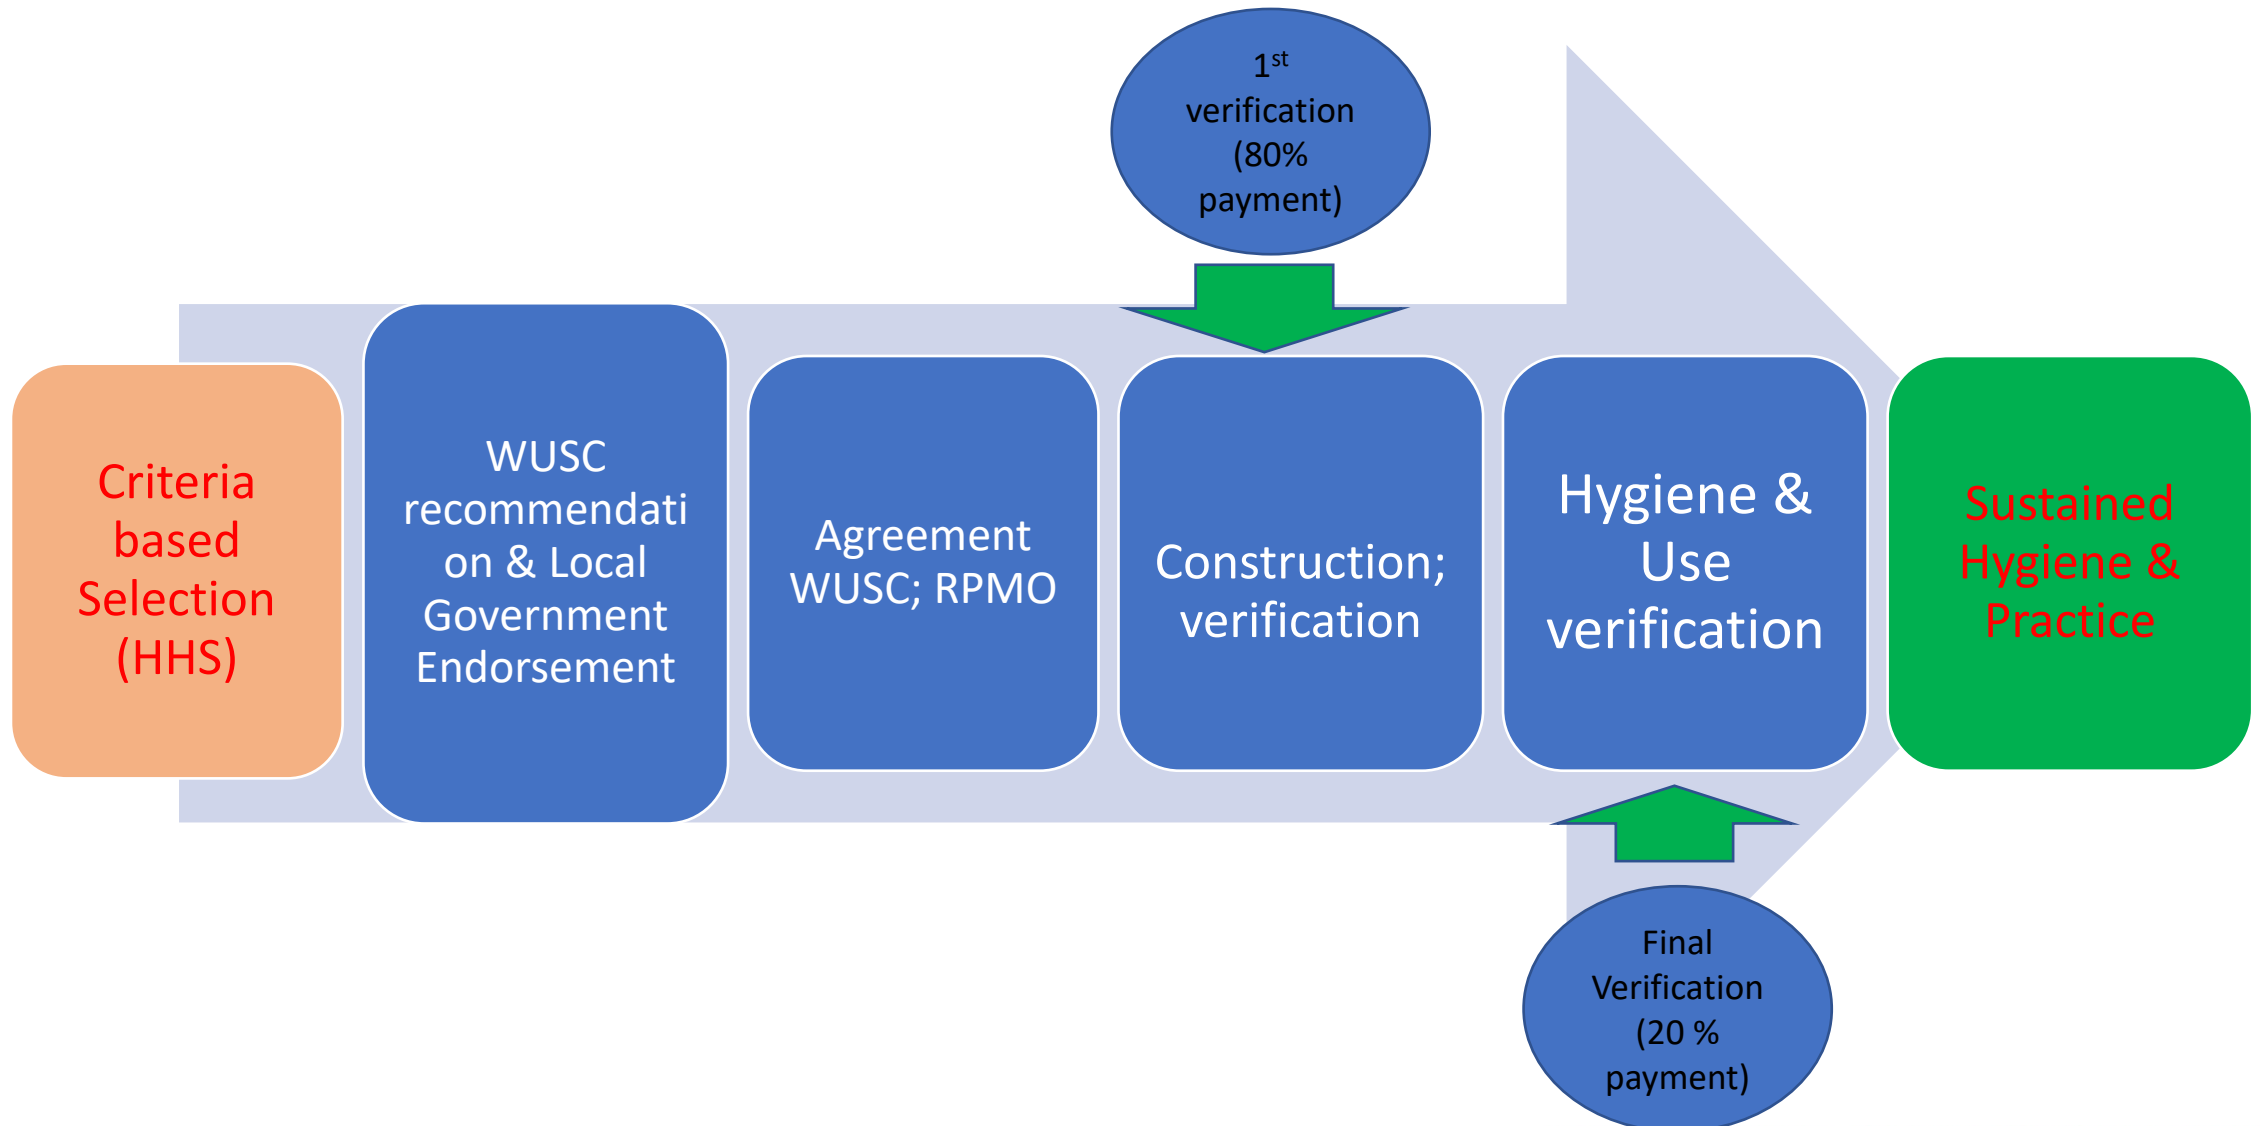 1st
verification
(80%
payment)
Criteria
based
Selection
(HHS)
WUSC
recommendati
on & Local
Government
Endorsement
Agreement
WUSC; RPMO
Construction;
verification
Hygiene &
Use
verification
Sustained
Hygiene &
Practice
Final
Verification
(20 %
payment)